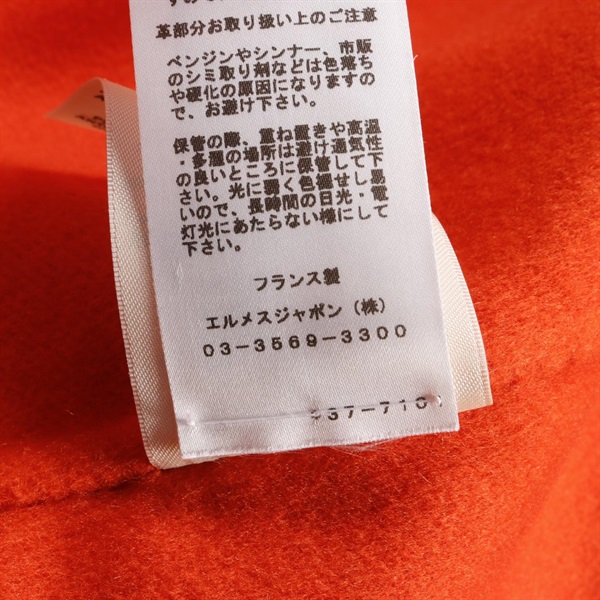 革部分お取り扱い上のご注意
ベンジンやシンナー、市販
のシミ取り剤などは色落ち
や硬化の原因になりますの
で、お避け下さい。
保管の際、重ね置きや高温
・多湿の場所は避け通気性
の良いところに保管して下
さい。光に弱く色褪せし易
いので、長時間の日光・電
灯光にあたらない様にして
下さい。
フランス製
エルメスジャポン（株）
03-3569-3300
37-710